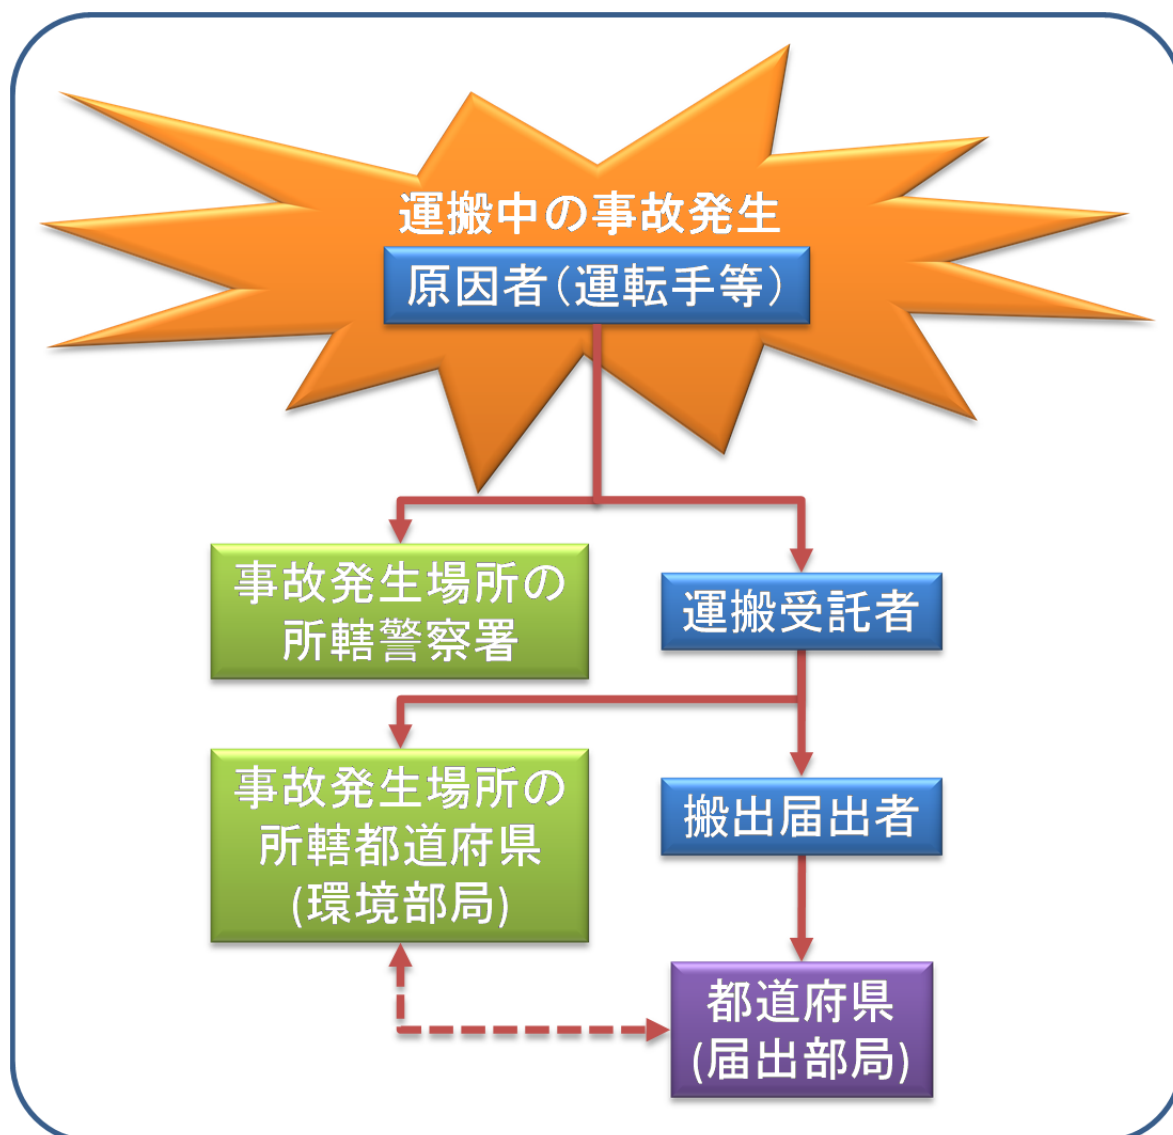 運搬中の事故発生
原因者(運転手等)
事故発生場所の
所轄警察署
運搬受託者
事故発生場所の
所轄都道府県
(環境部局)
搬出届出者
都道府県
(届出部局)